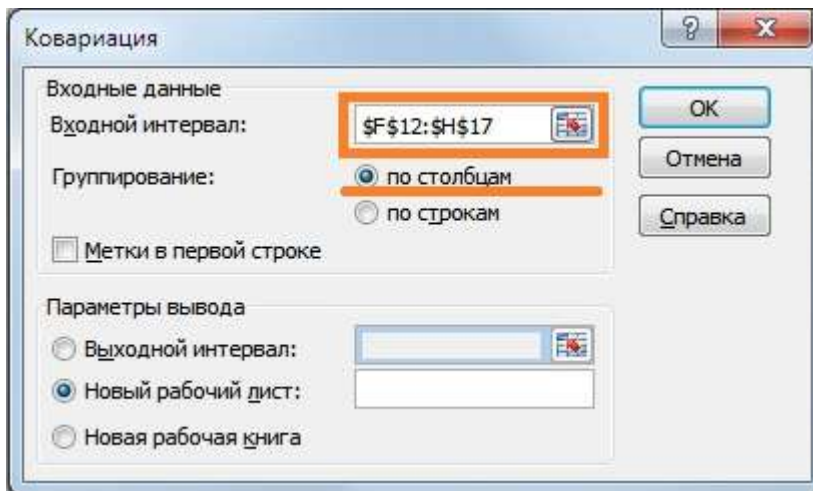 Ковариация
Входные данные
Входной интервал: $F$12:$H$17
Группирование: по столбцам
по строкам
Метки в первой строке
Параметры вывода
Выходной интервал:
Новый рабочий лист:
Новая рабочая книга
OK
Отмена
Справка